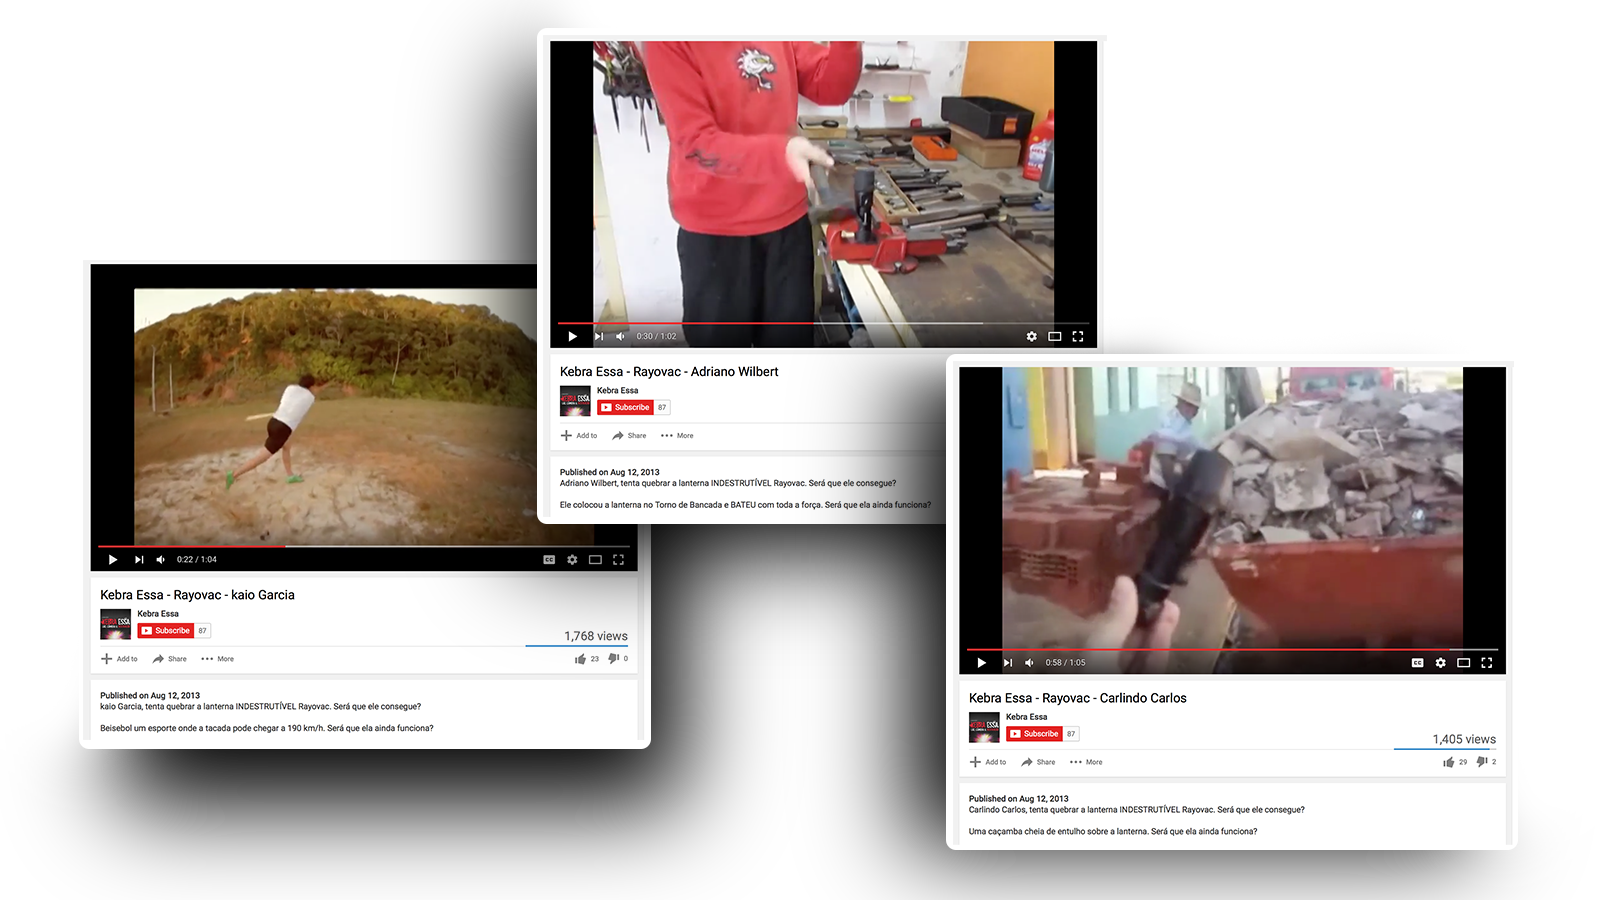 0:22 / 1:04
Kebra Essa - Rayovac - kaio Garcia
Kebra Essa
Subscribe 87
1,768 views
Add to Share More 23 0
Published on Aug 12, 2013
kaio Garcia, tenta quebrar a lanterna INDESTRUTÍVEL Rayovac. Será que ele consegue?
Beisebol um esporte onde a tacada pode chegar a 190 km/h. Será que ela ainda funciona?
0:30 / 1:02
Kebra Essa - Rayovac - Adriano Wilbert
Kebra Essa
Subscribe 87
Add to Share More
Published on Aug 12, 2013
Adriano Wilbert, tenta quebrar a lanterna INDESTRUTÍVEL Rayovac. Será que ele consegue?
Ele colocou a lanterna no Torno de Bancada e BATEU com toda a força. Será que ela ainda funciona?
0:58 / 1:05
Kebra Essa - Rayovac - Carlindo Carlos
Kebra Essa
Subscribe 87
1,405 views
Add to Share More 29 2
Published on Aug 12, 2013
Carlindo Carlos, tenta quebrar a lanterna INDESTRUTÍVEL Rayovac. Será que ele consegue?
Uma caçamba cheia de entulho sobre a lanterna. Será que ela ainda funciona?